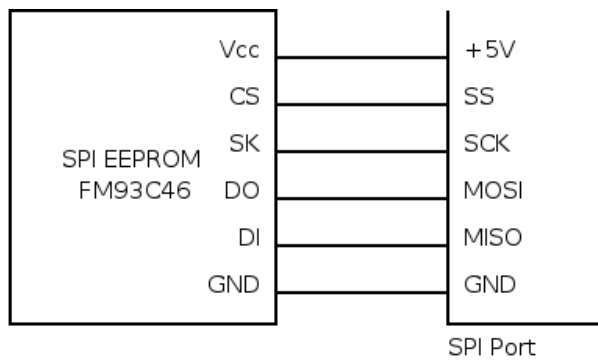 Vcc
CS
SK
SPI EEPROM
FM93C46
DO
DI
GND
+5V
SS
SCK
MOSI
MISO
GND
SPI Port